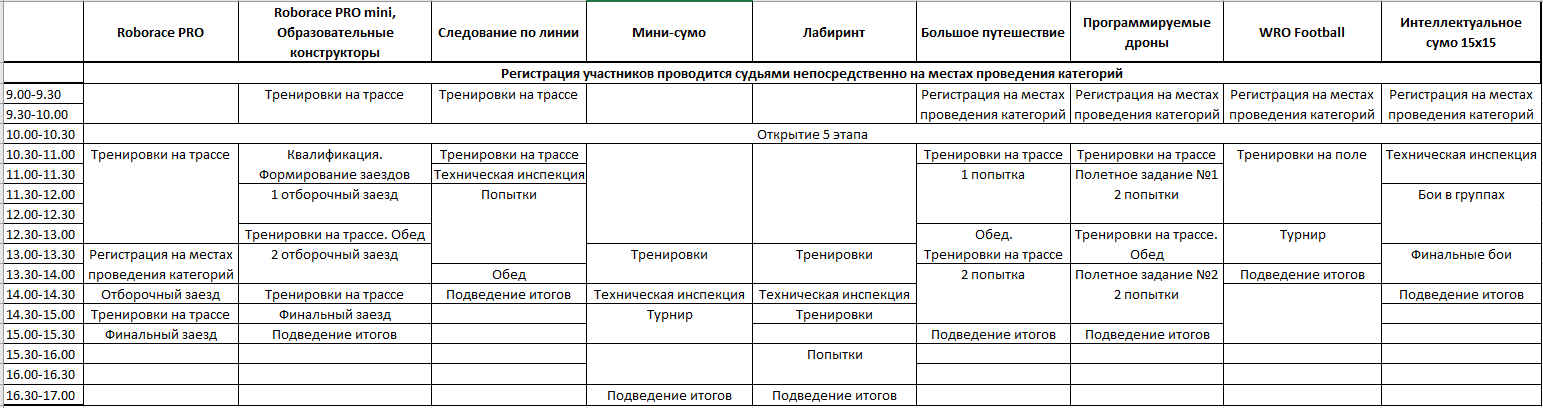 Roborace PRO
Roborace PRO mini,
Образовательные
конструкторы
Следование по линии
Мини-сумо
Лабиринт
Большое путешествие
Программируемые
дроны
WRO Football
Интеллектуальное
сумо 15x15
Регистрация участников проводится судьями непосредственно на местах проведения категорий
9.00-9.30 Тренировки на трассе Тренировки на трассе Регистрация на местах Регистрация на местах Регистрация на местах Регистрация на местах
9.30-10.00 проведения категорий проведения категорий проведения категорий проведения категорий
10.00-10.30 Открытие 5 этапа
10.30-11.00 Тренировки на трассе Квалификация. Тренировки на трассе Тренировки на трассе Тренировки на трассе Тренировки на поле Техническая инспекция
11.00-11.30 Формирование заездов Техническая инспекция 1 попытка Полетное задание №1
11.30-12.00 1 отборочный заезд Попытки 2 попытки Бои в группах
12.00-12.30
12.30-13.00 Тренировки на трассе. Обед Обед. Тренировки на трассе. Турнир
13.00-13.30 Регистрация на местах 2 отборочный заезд Тренировки Тренировки Тренировки на трассе Обед Финальные бои
13.30-14.00 проведения категорий Обед 2 попытка Полетное задание №2 Подведение итогов
14.00-14.30 Отборочный заезд Тренировки на трассе Подведение итогов Техническая инспекция Техническая инспекция 2 попытки Подведение итогов
14.30-15.00 Тренировки на трассе Финальный заезд Турнир Тренировки
15.00-15.30 Финальный заезд Подведение итогов Подведение итогов Подведение итогов
15.30-16.00 Попытки
16.00-16.30
16.30-17.00 Подведение итогов Подведение итогов